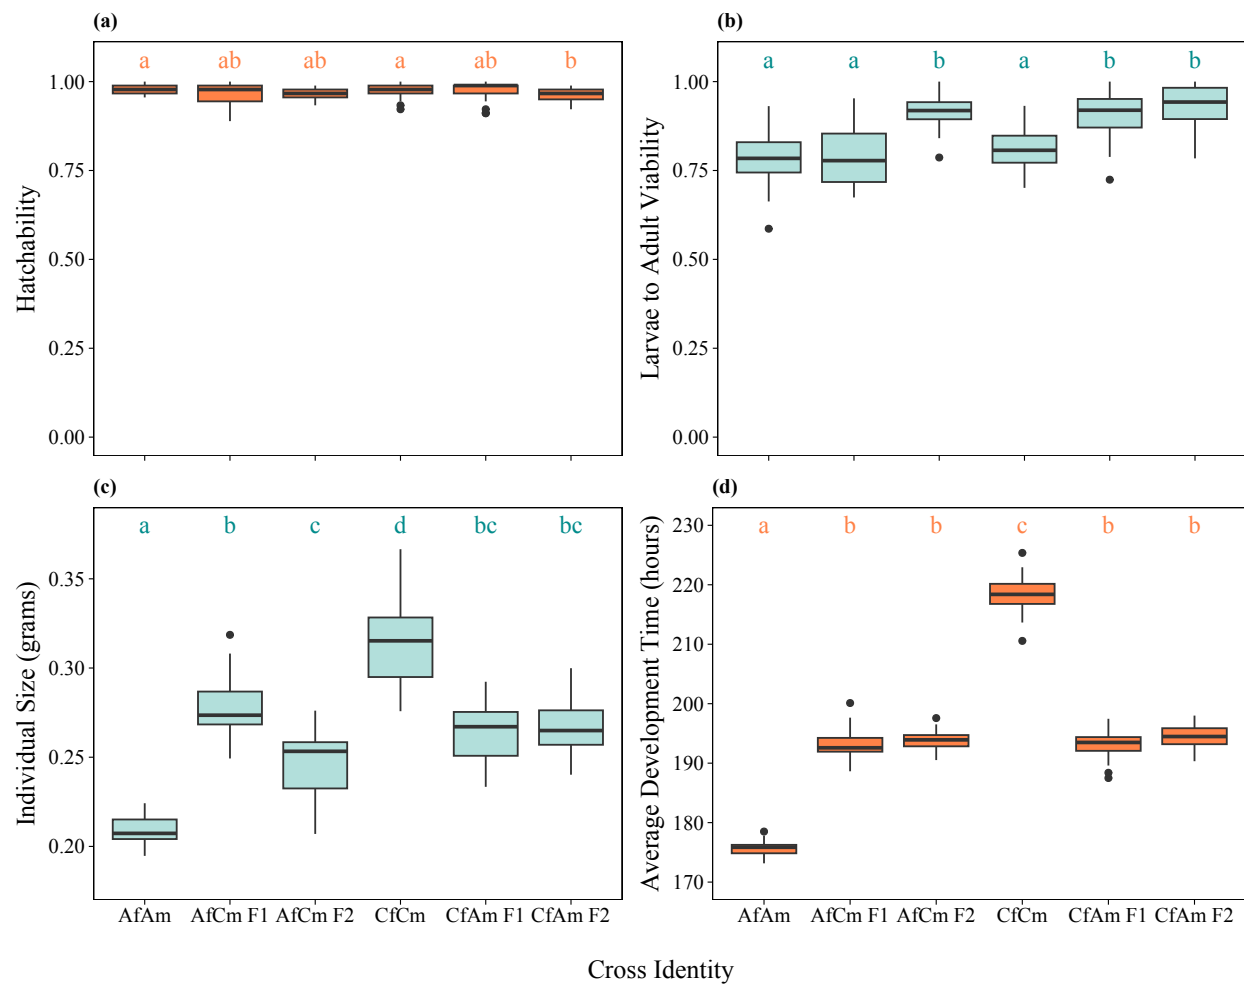 (a)
a ab ab a ab b
1.00
0.75
0.50
0.25
0.00
Hatchability
(b)
a a b a b b
1.00
0.75
0.50
0.25
0.00
Larvae to Adult Viability
(c)
a b c d bc bc
0.35
0.30
0.25
0.20
Individual Size (grams)
AfAm AfCm F1 AfCm F2 CfCm CfAm F1 CfAm F2
(d)
a b b c b b
230
220
210
200
190
180
170
Average Development Time (hours)
AfAm AfCm F1 AfCm F2 CfCm CfAm F1 CfAm F2
Cross Identity